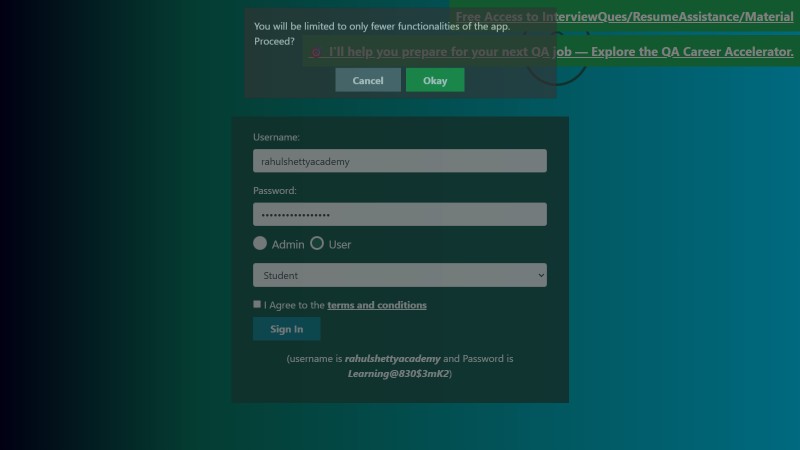 Free Access to InterviewQues/ResumeAssistance/Material
You will be limited to only fewer functionalities of the app.
Proceed?
I'll help you prepare for your next QA job — Explore the QA Career Accelerator.
Cancel
Okay
Username:
rahulshettyacademy
Password:
•••••••••••••••••
Admin
User
Student
I Agree to the terms and conditions
Sign In
(username is rahulshettyacademy and Password is
Learning@830$3mK2)